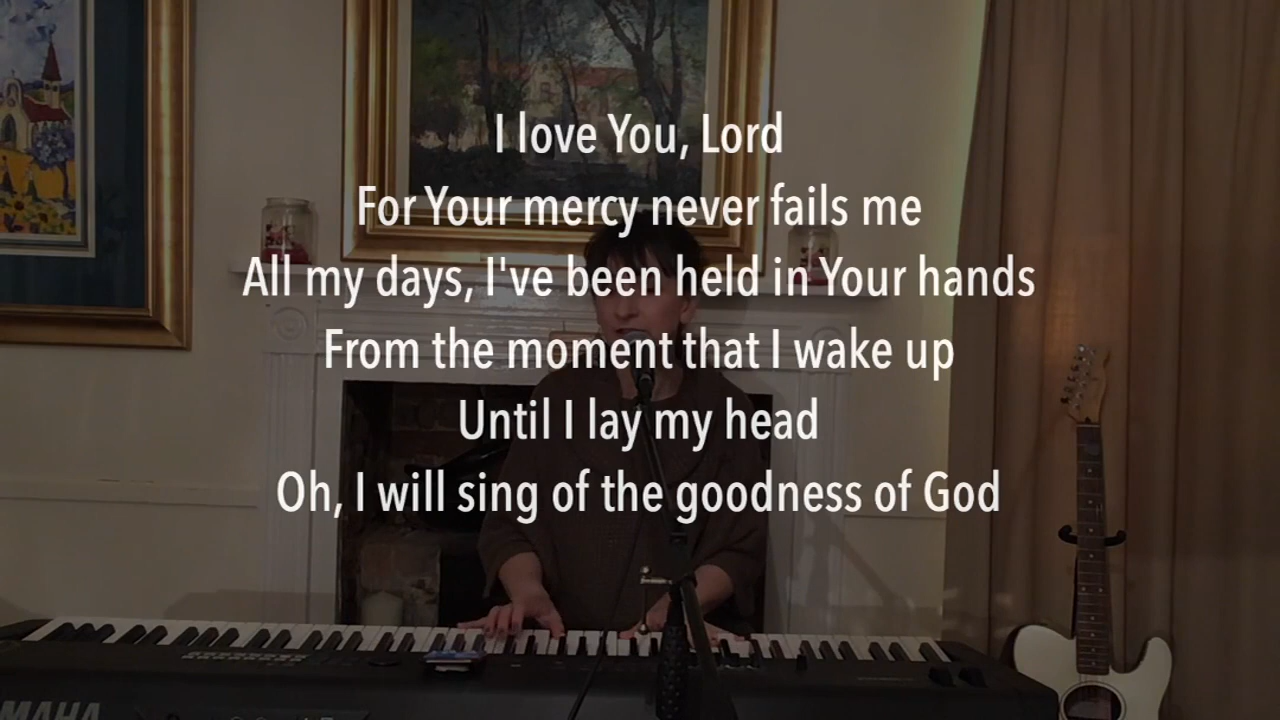 I love You, Lord
For Your mercy never fails me
All my days, I've been held in Your hands
From the moment that I wake up
Until I lay my head
Oh, I will sing of the goodness of God
MAHA